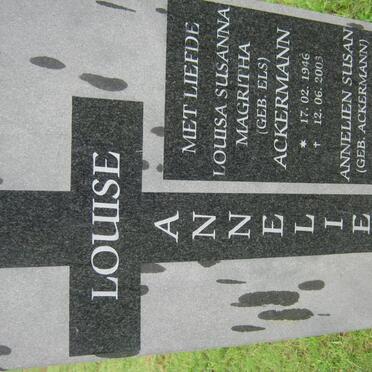 LOUISE
ANNELIE
MET LIEFDE
LOUISA SUSANNA
MAGRITHA
(GEB. ELS)
ACKERMANN
* 17. 02. 1946
† 12. 06. 2003
ANNELIEN SUSAN
(GEB. ACKERMANN)